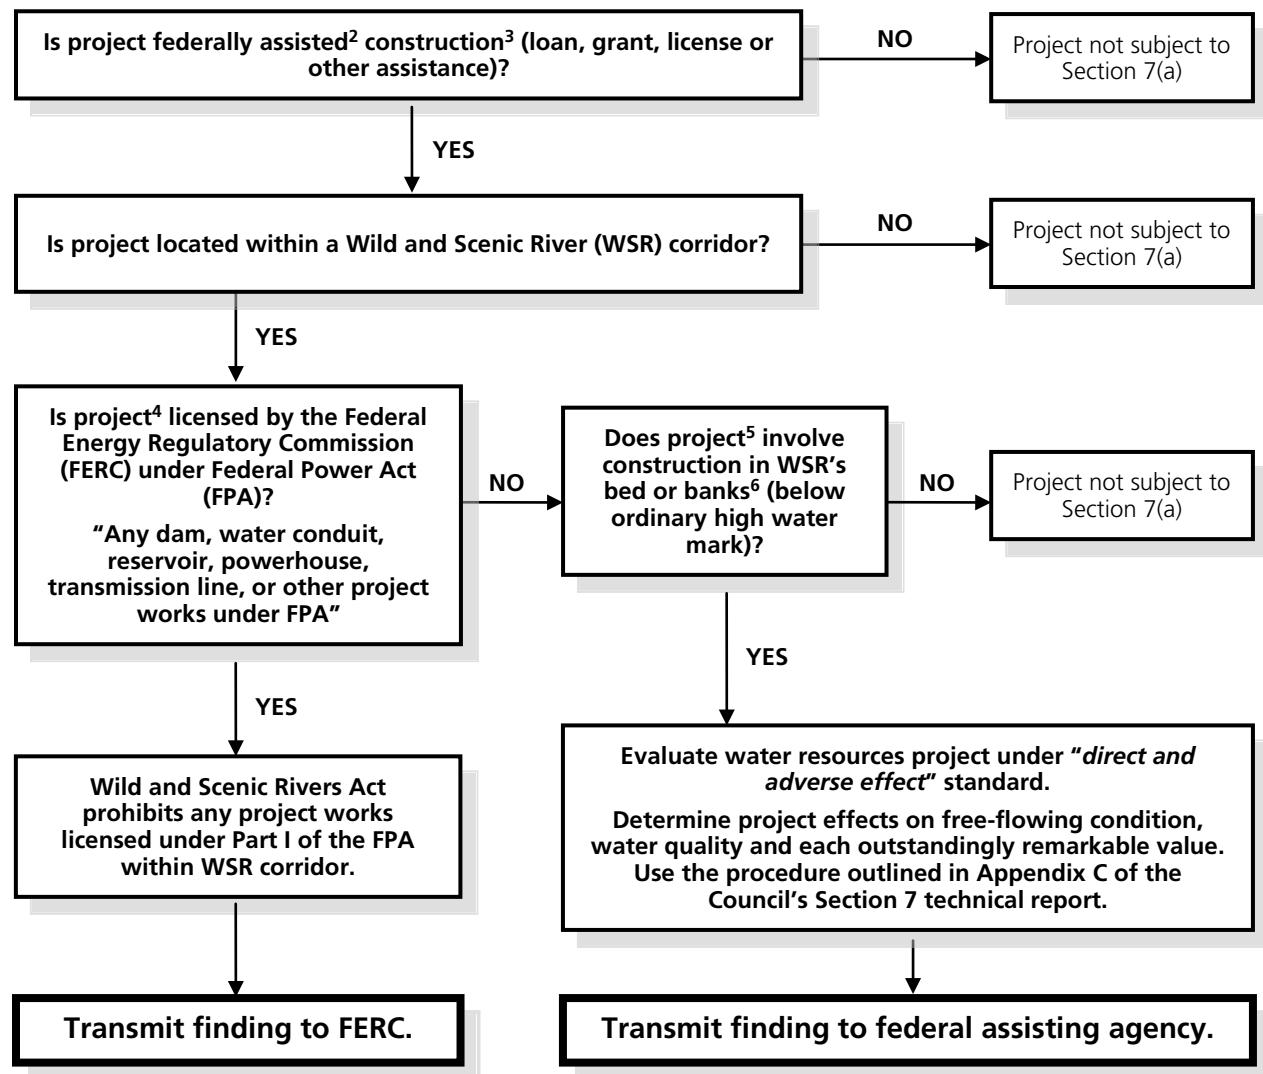 Is project federally assisted² construction³ (loan, grant, license or
other assistance)?
NO
Project not subject to
Section 7(a)
YES
Is project located within a Wild and Scenic River (WSR) corridor?
NO
Project not subject to
Section 7(a)
YES
Is project⁴ licensed by the Federal
Energy Regulatory Commission
(FERC) under Federal Power Act
(FPA)?
"Any dam, water conduit,
reservoir, powerhouse,
transmission line, or other project
works under FPA"
NO
Does project⁵ involve
construction in WSR's
bed or banks⁶ (below
ordinary high water
mark)?
NO
Project not subject to
Section 7(a)
YES
YES
Wild and Scenic Rivers Act
prohibits any project works
licensed under Part I of the FPA
within WSR corridor.
Evaluate water resources project under "direct and
adverse effect" standard.
Determine project effects on free-flowing condition,
water quality and each outstandingly remarkable value.
Use the procedure outlined in Appendix C of the
Council's Section 7 technical report.
Transmit finding to FERC.
Transmit finding to federal assisting agency.